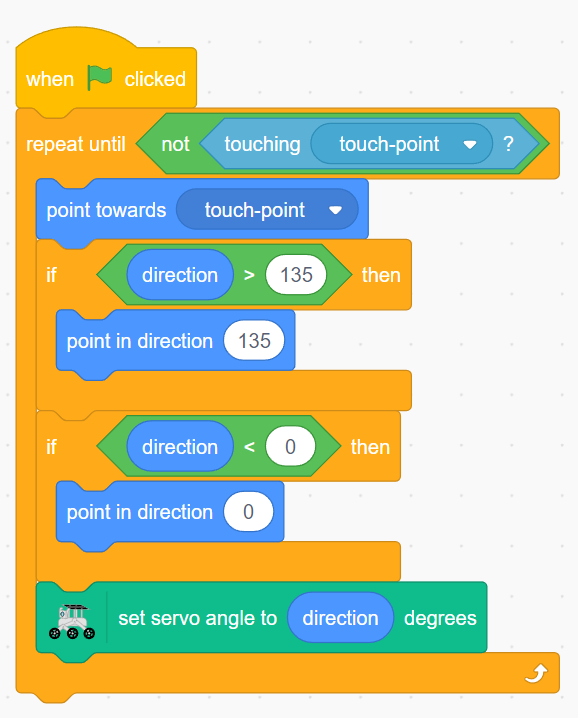 when clicked
repeat until not touching touch-point ?
point towards touch-point
if direction > 135 then
point in direction 135
if direction < 0 then
point in direction 0
set servo angle to direction degrees